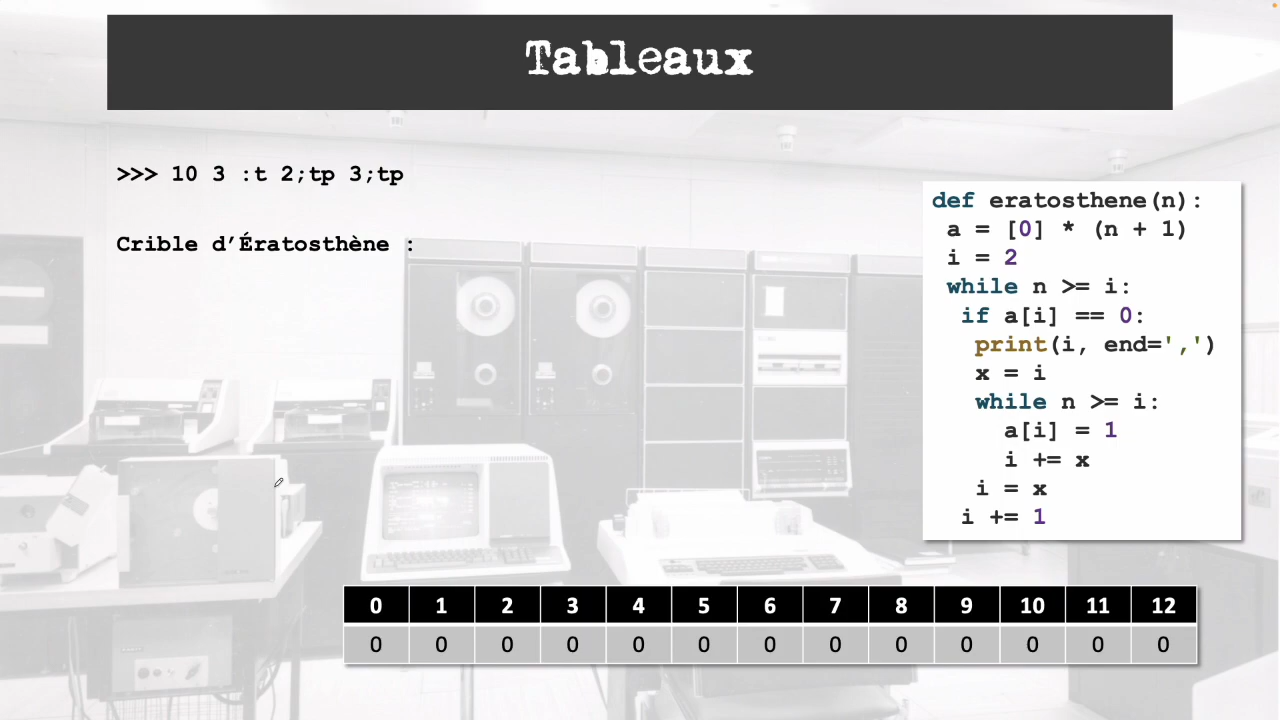 Tableaux
>>> 10 3 :t 2;tp 3;tp
Crible d’Ératosthène :
def eratosthene(n):
 a = [0] * (n + 1)
 i = 2
 while n >= i:
  if a[i] == 0:
   print(i, end=',')
   x = i
   while n >= i:
     a[i] = 1
     i += x
   i = x
  i += 1
0 1 2 3 4 5 6 7 8 9 10 11 12
0 0 0 0 0 0 0 0 0 0 0 0 0